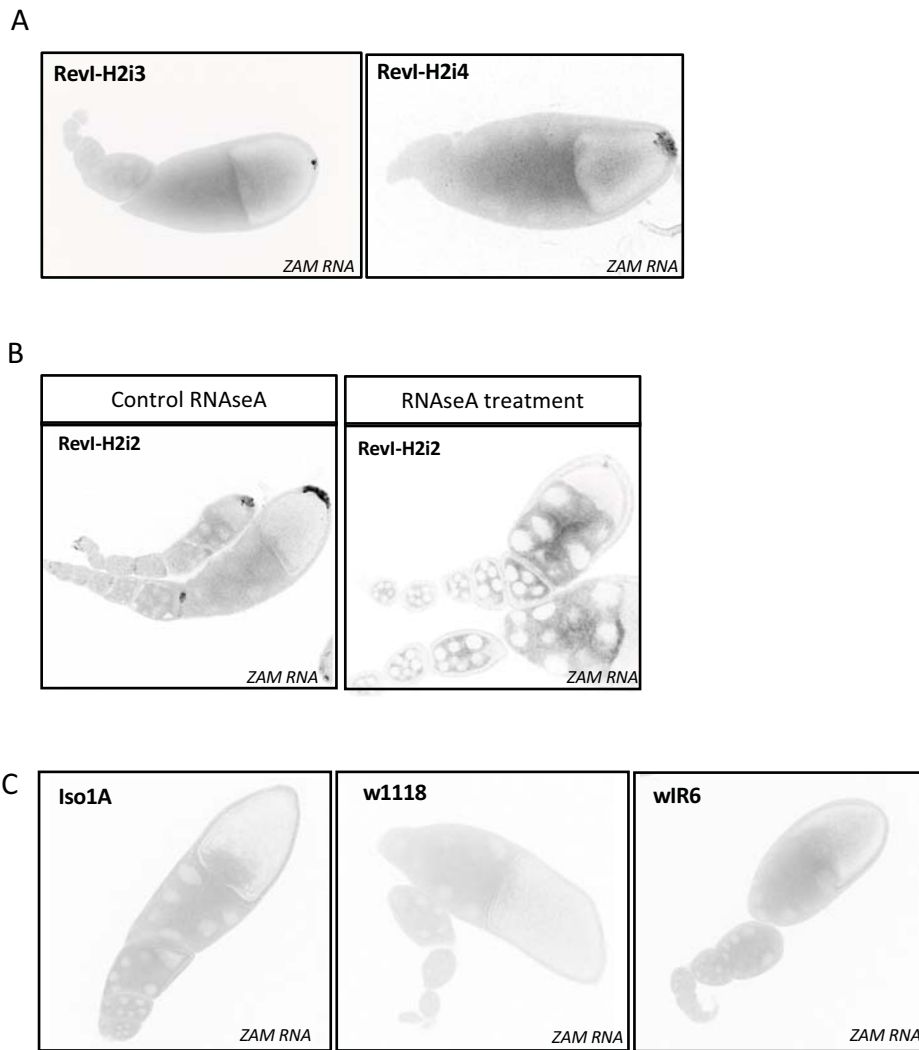 A
RevI-H2i3
RevI-H2i4
ZAM RNA
ZAM RNA
B
Control RNAseA
RNAseA treatment
RevI-H2i2
RevI-H2i2
ZAM RNA
ZAM RNA
C
Iso1A
w1118
wIR6
ZAM RNA
ZAM RNA
ZAM RNA